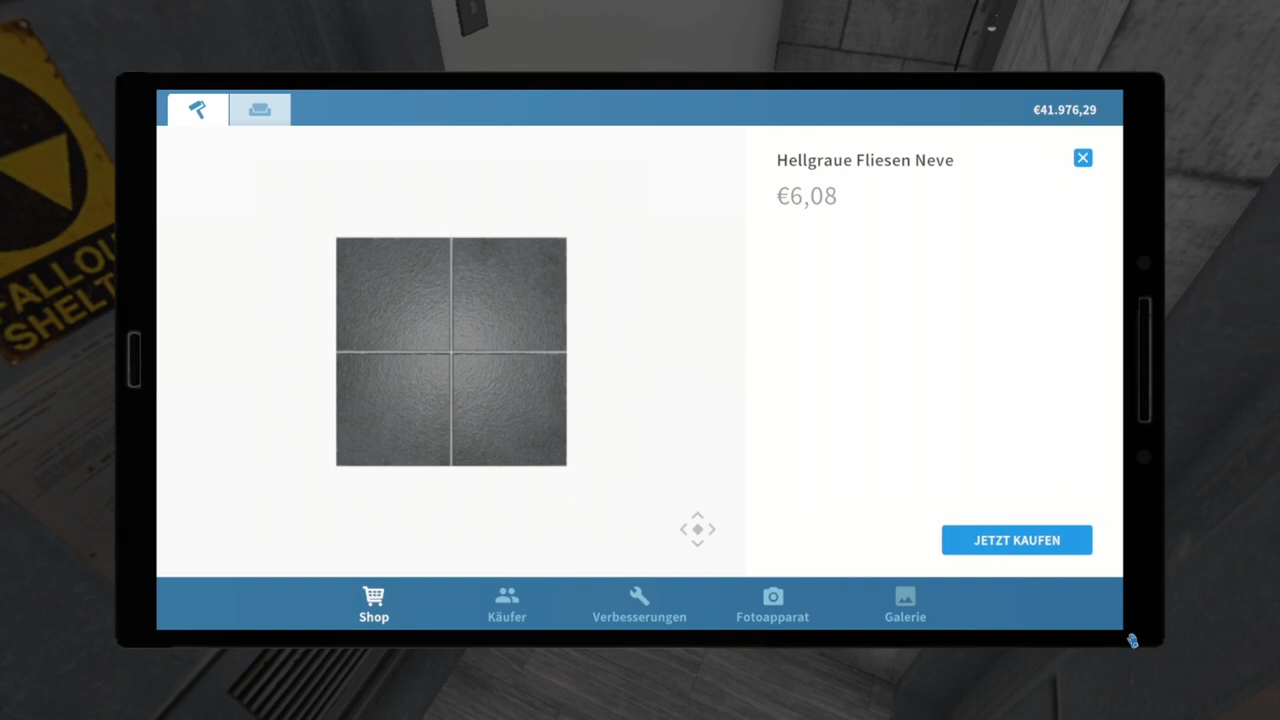 €41.976,29
Hellgraue Fliesen Neve
€6,08
FALLOU
SHELT
JETZT KAUFEN
Shop
Käufer
Verbesserungen
Fotoapparat
Galerie